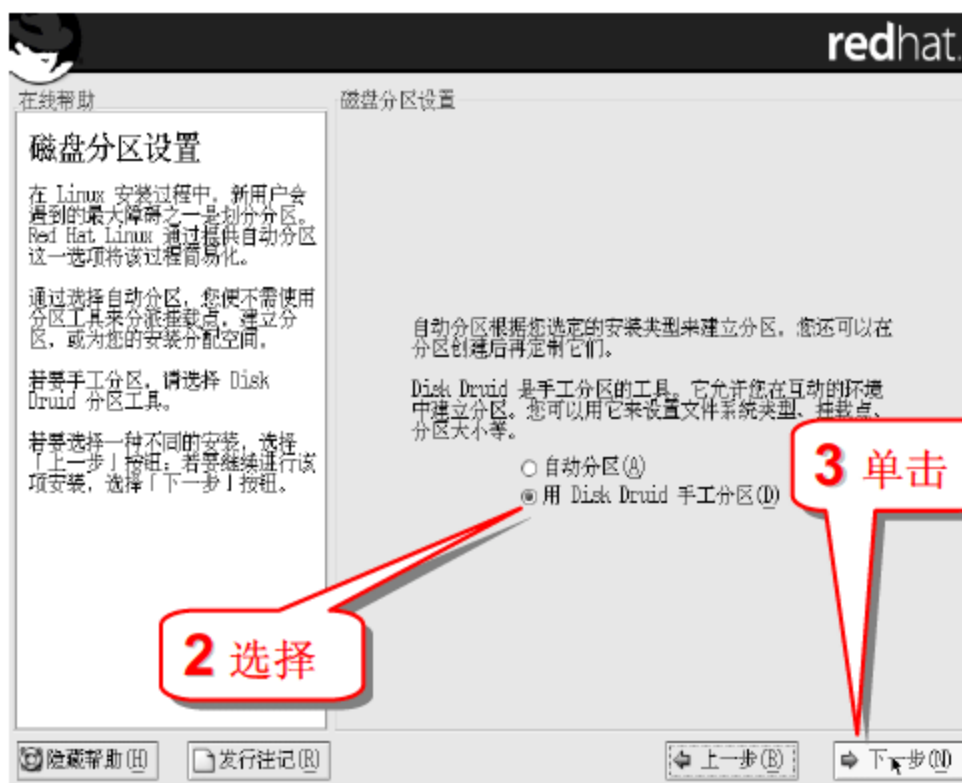 redhat.
在线帮助
磁盘分区设置
在 Linux 安装过程中，新用户会
遇到的最大障碍之一是划分分区。
Red Hat Linux 通过提供自动分区
这一选项将该过程简易化。
通过选择自动分区，您便不需使用
分区工具来分派挂载点，建立分
区，或为您的安装分配空间。
若要手工分区，请选择 Disk
Druid 分区工具。
若要选择一种不同的安装，选择
「上一步」按钮；若要继续进行该
项安装，选择「下一步」按钮。
磁盘分区设置
自动分区根据您选定的安装类型来建立分区。您还可以在
分区创建后再定制它们。
Disk Druid 是手工分区的工具。它允许您在互动的环境
中建立分区。您可以用它来设置文件系统类型、挂载点、
分区大小等。
自动分区(A)
用 Disk Druid 手工分区(D)
3 单击
2 选择
隐藏帮助(H)
发行注记(R)
上一步(B)
下一步(N)